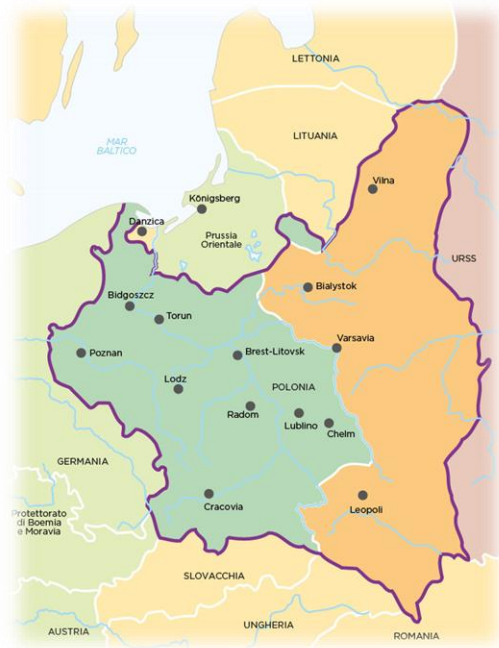 LETTONIA
MAR
BALTICO
LITUANIA
Vilna
Königsberg
Danzica
Prussia
Orientale
URSS
Bialystok
Bidgoszcz
Torun
Varsavia
Poznan
Brest-Litovsk
Lodz
POLONIA
Radom
Lublino
Chelm
GERMANIA
Cracovia
Leopoli
Protettorato
di Boemia
e Moravia
SLOVACCHIA
UNGHERIA
AUSTRIA
ROMANIA